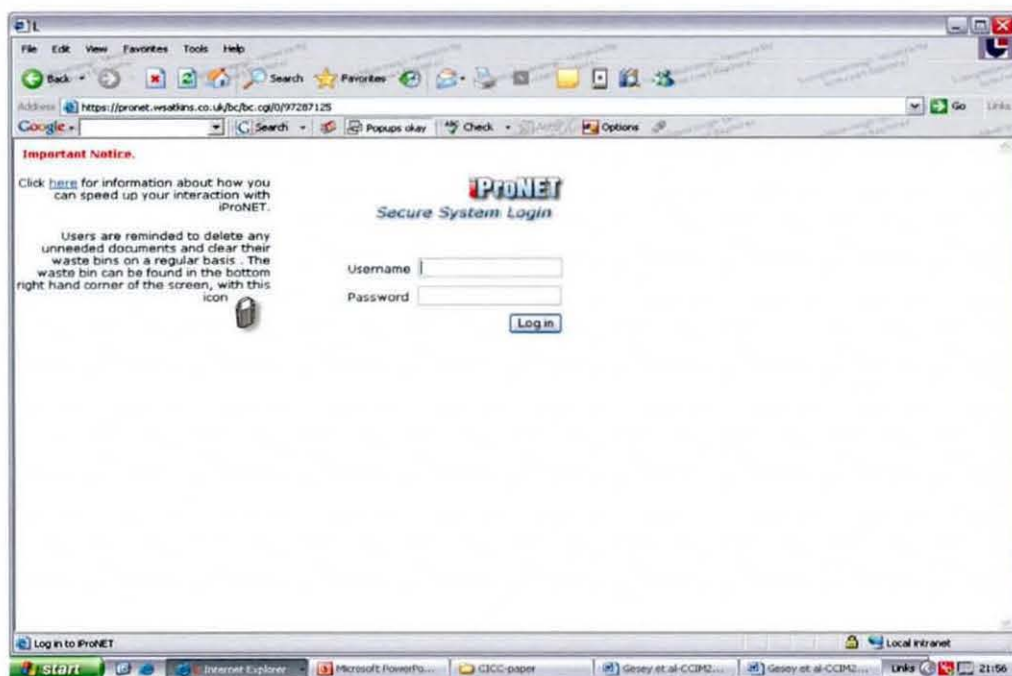 L
File Edit View Favorites Tools Help
Back Search Favorites
Address https://pronet.wsatkins.co.uk/bc/bc.cgi/0/97287125 Go Links
Google Search Popups okay Check Options
Important Notice.
Click here for information about how you
can speed up your interaction with
iProNET.
Users are reminded to delete any
unneeded documents and clear their
waste bins on a regular basis . The
waste bin can be found in the bottom
right hand corner of the screen, with this
icon
iProNET
Secure System Login
Username
Password
Log in
Log in to iProNET Local intranet
start Internet Explorer Microsoft PowerPo... CICC-paper Gesey et al-CCIM2... Gesey et al-CCIM2... Links 21:56